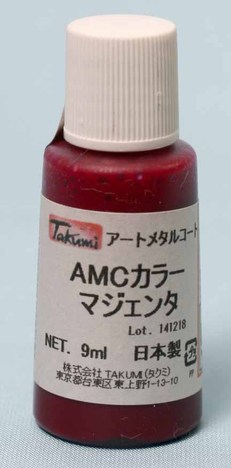 Takumi アートメタルコート
AMCカラー
マジェンタ
Lot. 141218
NET. 9ml 日本製
株式会社 TAKUMI(タクミ)
東京都台東区東上野1-13-10